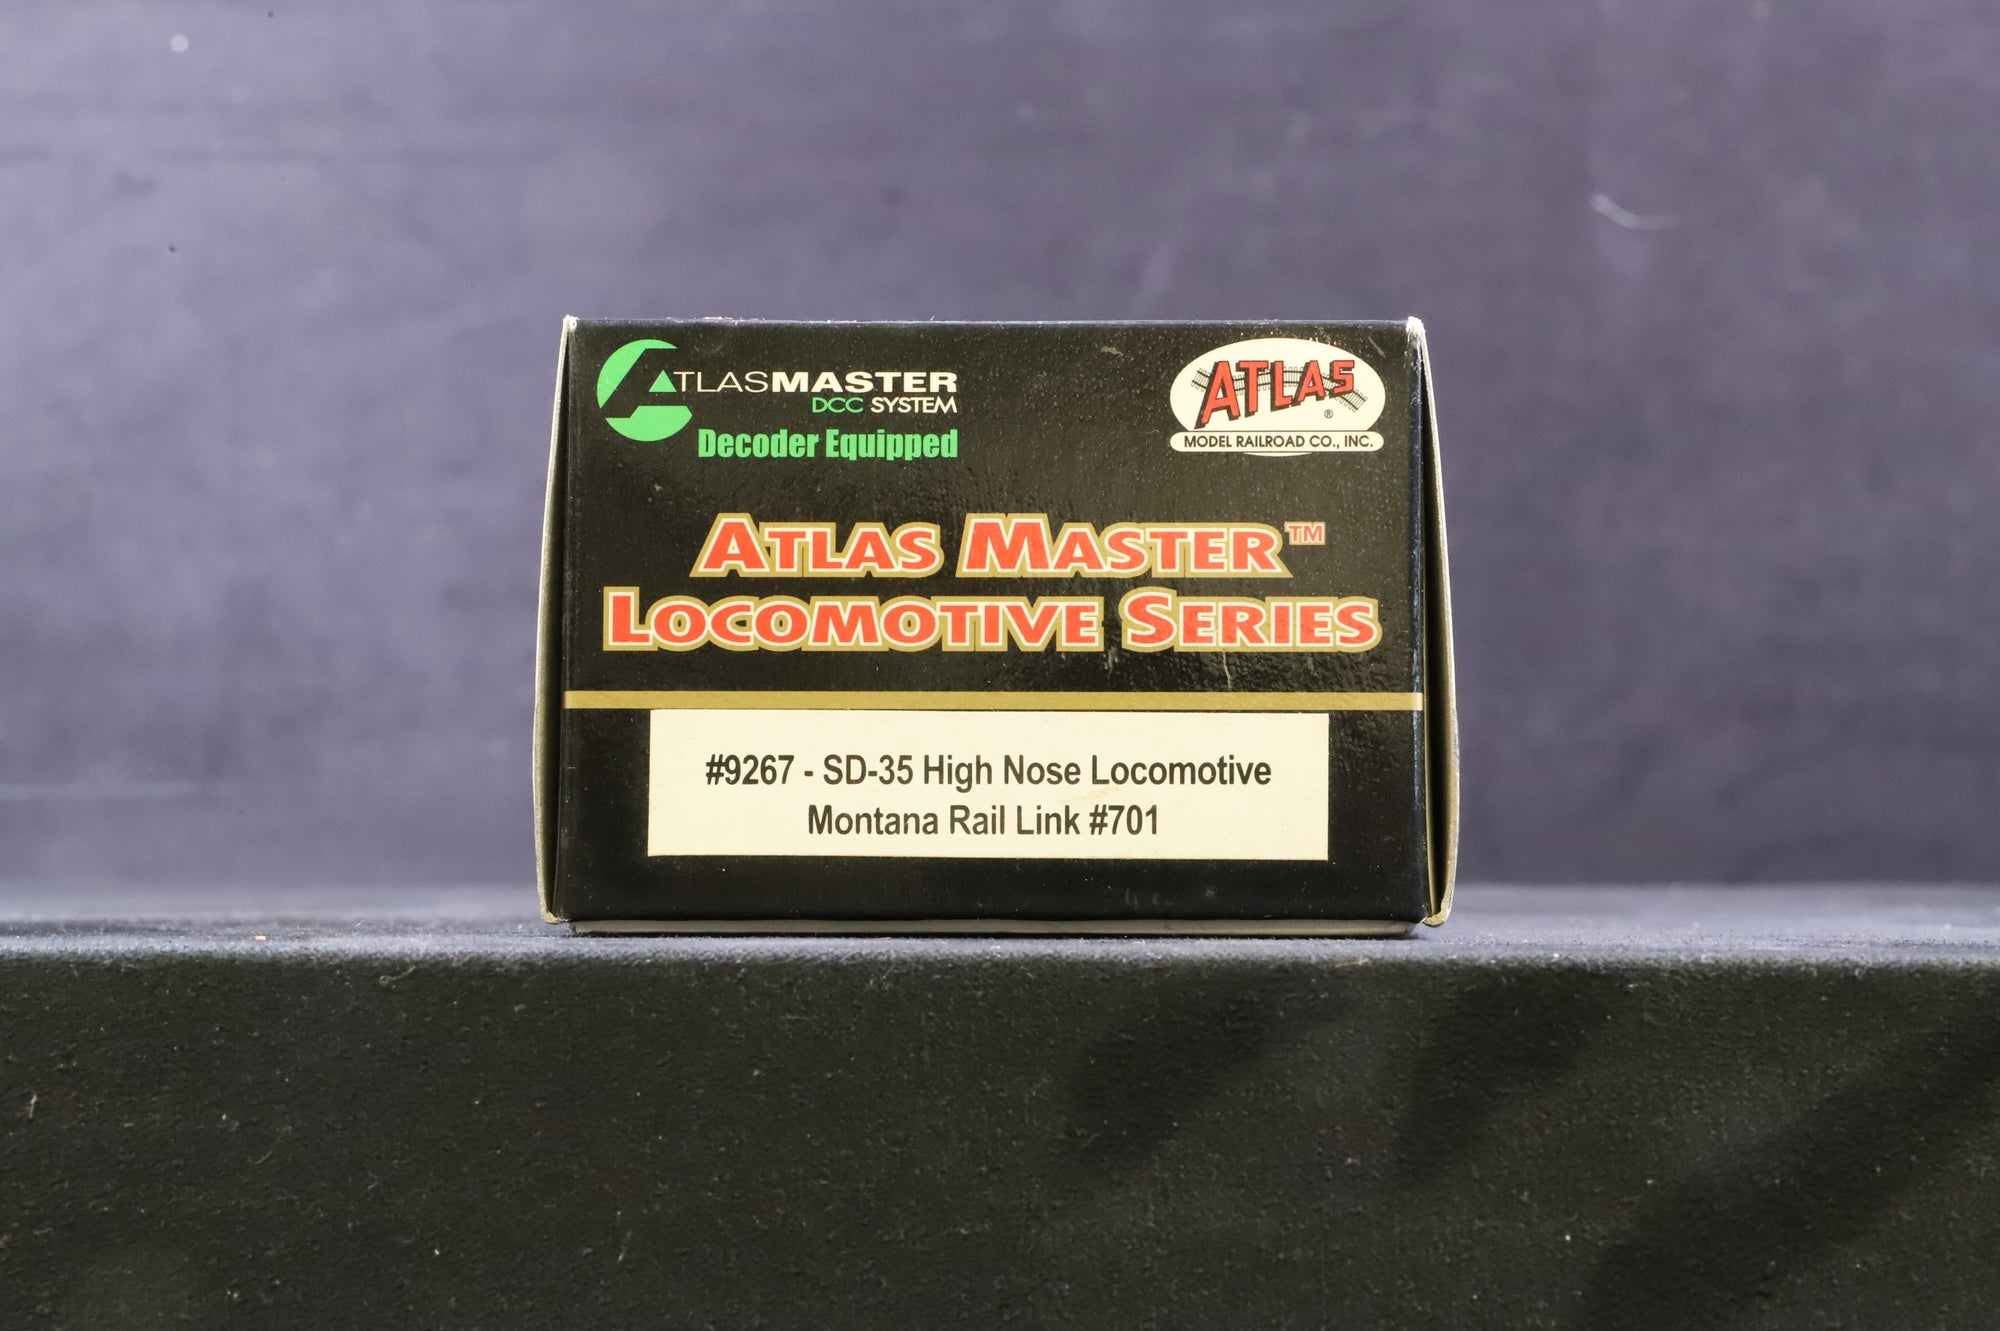 ATLASMASTER
DCC SYSTEM
Decoder Equipped
ATLAS
®
MODEL RAILROAD CO., INC.
ATLAS MASTER™
LOCOMOTIVE SERIES
#9267 - SD-35 High Nose Locomotive
Montana Rail Link #701